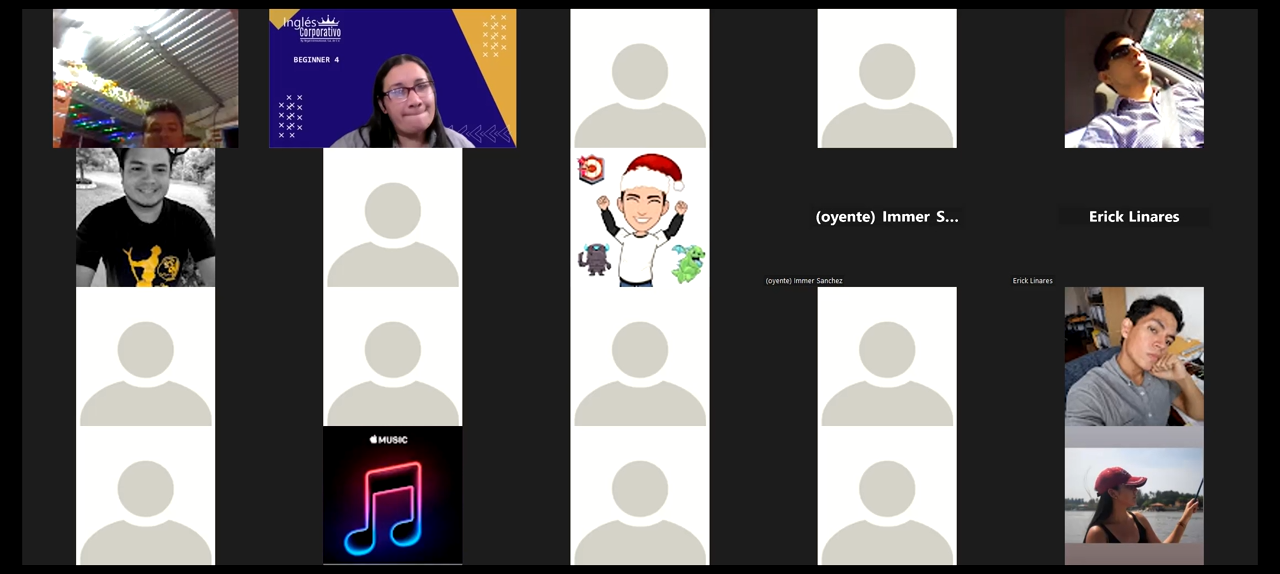 Inglés
Corporativo
BEGINNER 4
(oyente) Immer S...
Erick Linares
(oyente) Immer Sanchez
Erick Linares
MUSIC